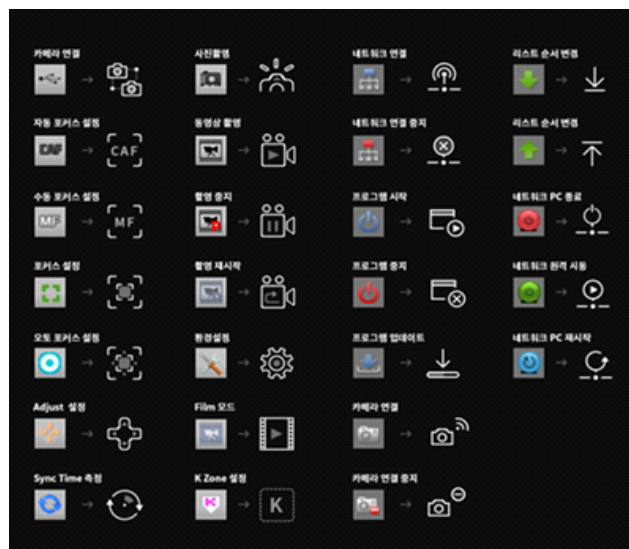 카메라 연결
사진촬영
네트워크 연결
리스트 순서 변경
자동 포커스 설정
CAF
CAF
동영상 촬영
네트워크 연결 중지
리스트 순서 변경
수동 포커스 설정
MF
MF
촬영 중지
프로그램 시작
네트워크 PC 종료
포커스 설정
촬영 재시작
프로그램 중지
네트워크 원격 시동
오토 포커스 설정
환경설정
프로그램 업데이트
네트워크 PC 재시작
Adjust 설정
Film 모드
카메라 연결
Sync Time 측정
K Zone 설정
K
K
카메라 연결 중지